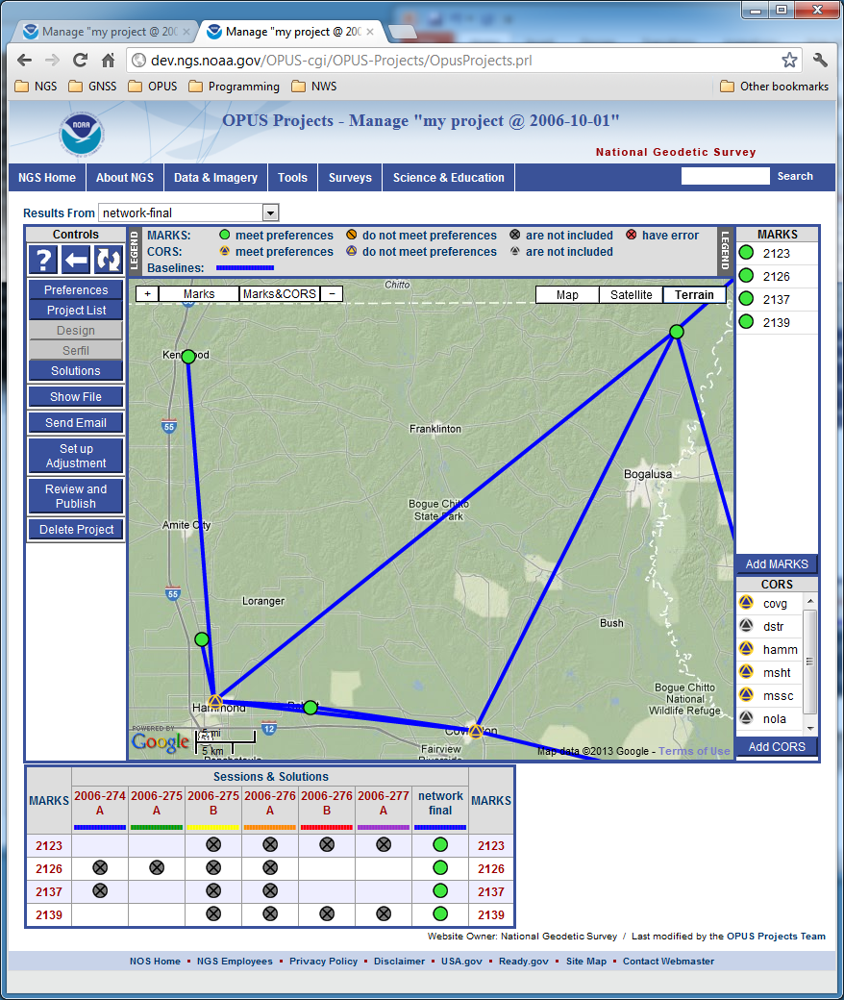 Manage "my project @ 200
Manage "my project @ 200
dev.ngs.noaa.gov/OPUS-cgi/OPUS-Projects/OpusProjects.prl
NGS GNSS OPUS Programming NWS Other bookmarks
NOAA
OPUS Projects - Manage "my project @ 2006-10-01"
National Geodetic Survey
NGS Home About NGS Data & Imagery Tools Surveys Science & Education Search
Results From network-final
Controls
?
Preferences
Project List
Design
Serfil
Solutions
Show File
Send Email
Set up
Adjustment
Review and
Publish
Delete Project
LEGEND
MARKS: meet preferences do not meet preferences are not included have error
CORS: meet preferences do not meet preferences are not included
Baselines:
LEGEND
+ Marks Marks&CORS −
Map Satellite Terrain
Chitto
Kentwood
55
Franklinton
Bogalusa
Bogue Chitto
State Park
Amite City
55
Loranger
Bush
Bogue Chitto
National
Wildlife Refuge
Hammond
12
Covington
Fairview
Riverside
Ponchatoula
POWERED BY
Google
5 mi
5 km
Map data ©2013 Google - Terms of Use
MARKS
2123
2126
2137
2139
Add MARKS
CORS
covg
dstr
hamm
msht
mssc
nola
Add CORS
Sessions & Solutions
MARKS 2006-274 2006-275 2006-275 2006-276 2006-276 2006-277 network MARKS
A A B A B A final
2123 2123
2126 2126
2137 2137
2139 2139
Website Owner: National Geodetic Survey / Last modified by the OPUS Projects Team
NOS Home • NGS Employees • Privacy Policy • Disclaimer • USA.gov • Ready.gov • Site Map • Contact Webmaster